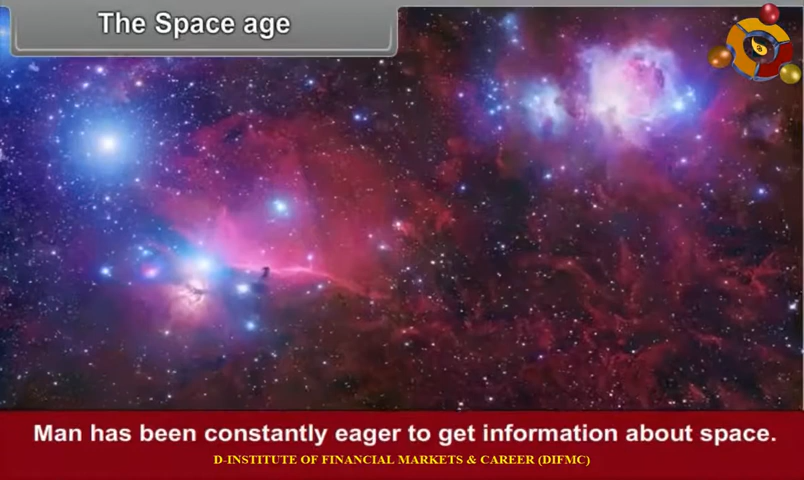 The Space age
Man has been constantly eager to get information about space.
D-INSTITUTE OF FINANCIAL MARKETS & CAREER (DIFMC)